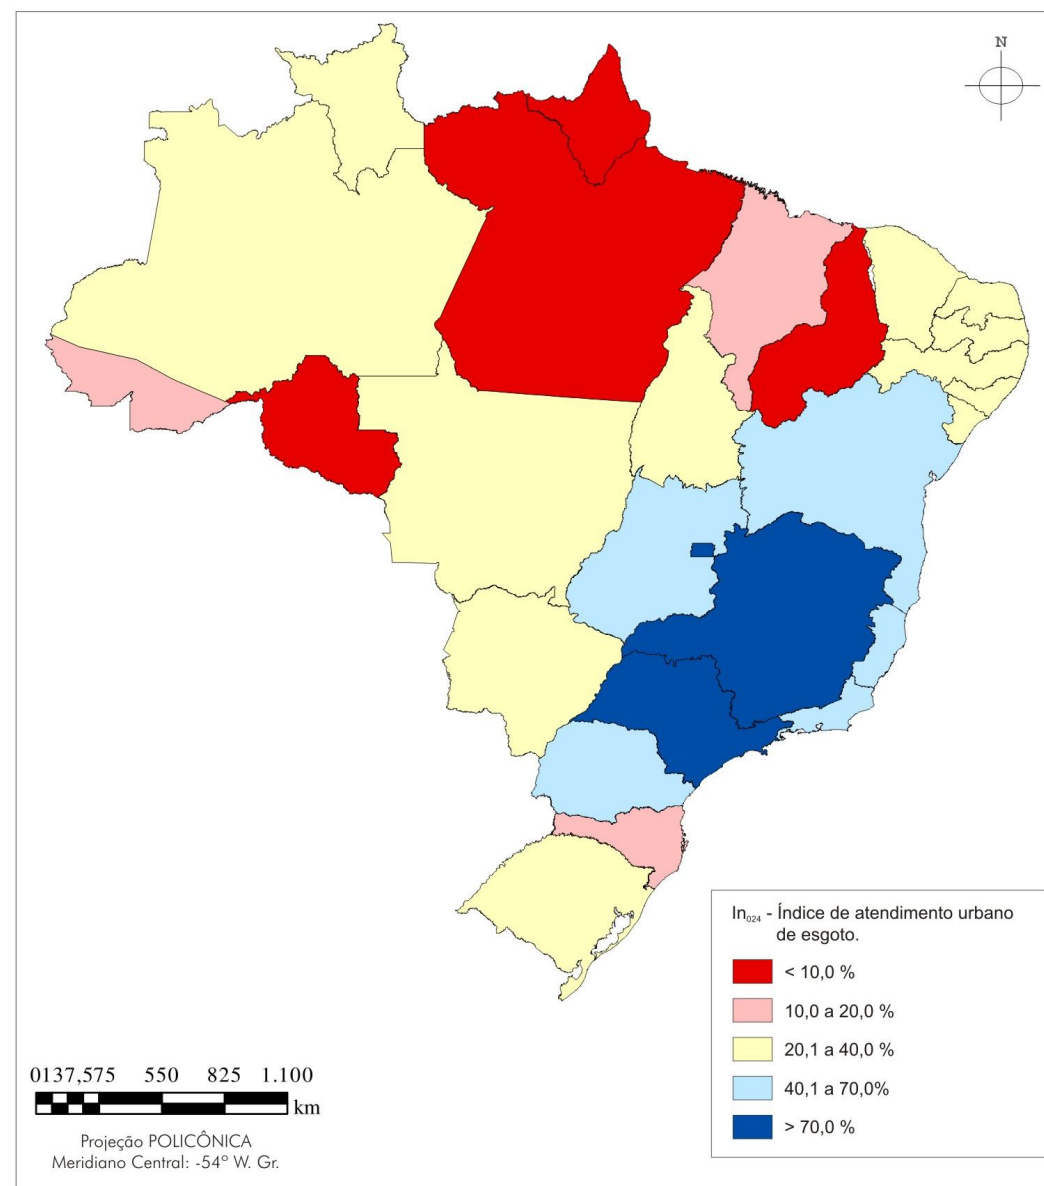 N
In024 - Índice de atendimento urbano
de esgoto.
< 10,0 %
10,0 a 20,0 %
20,1 a 40,0 %
40,1 a 70,0%
> 70,0 %
0137,575 550 825 1.100
km
Projeção POLICÔNICA
Meridiano Central: -54º W. Gr.